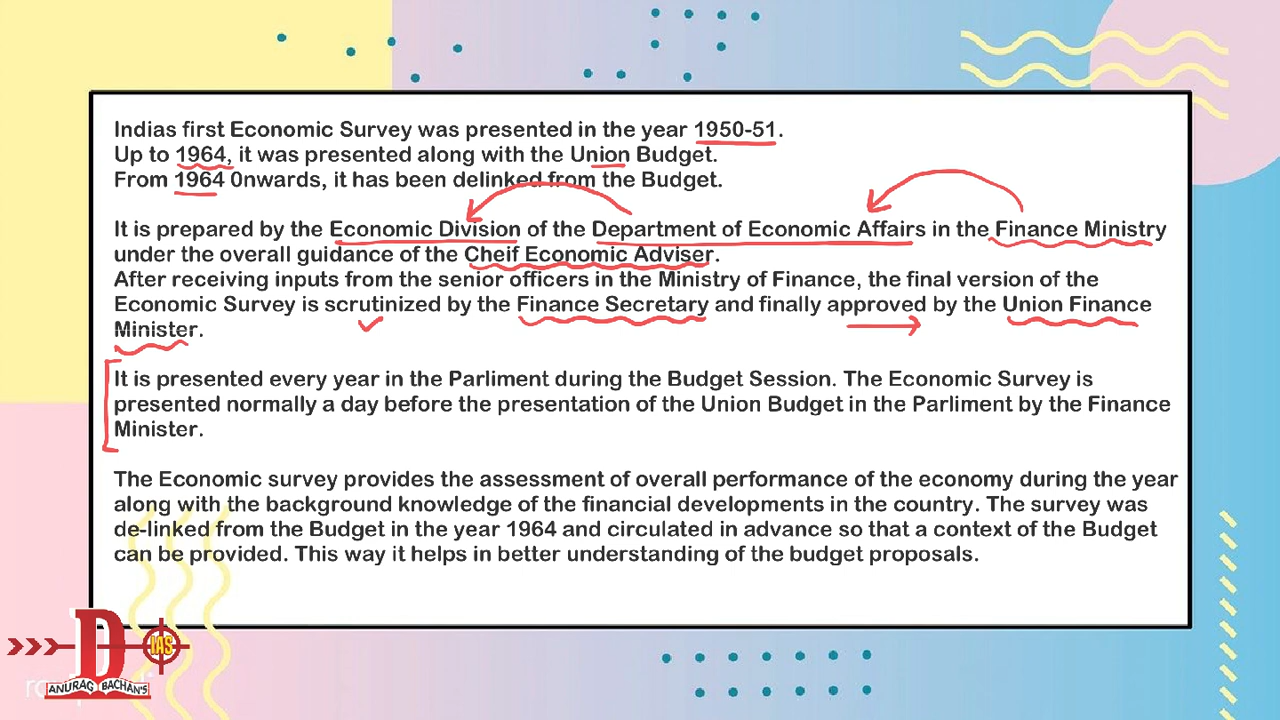 Indias first Economic Survey was presented in the year 1950-51.
Up to 1964, it was presented along with the Union Budget.
From 1964 0nwards, it has been delinked from the Budget.
It is prepared by the Economic Division of the Department of Economic Affairs in the Finance Ministry
under the overall guidance of the Cheif Economic Adviser.
After receiving inputs from the senior officers in the Ministry of Finance, the final version of the
Economic Survey is scrutinized by the Finance Secretary and finally approved by the Union Finance
Minister.
It is presented every year in the Parliment during the Budget Session. The Economic Survey is
presented normally a day before the presentation of the Union Budget in the Parliment by the Finance
Minister.
The Economic survey provides the assessment of overall performance of the economy during the year
along with the background knowledge of the financial developments in the country. The survey was
de-linked from the Budget in the year 1964 and circulated in advance so that a context of the Budget
can be provided. This way it helps in better understanding of the budget proposals.
D
IAS
ANURAG BACHAN'S